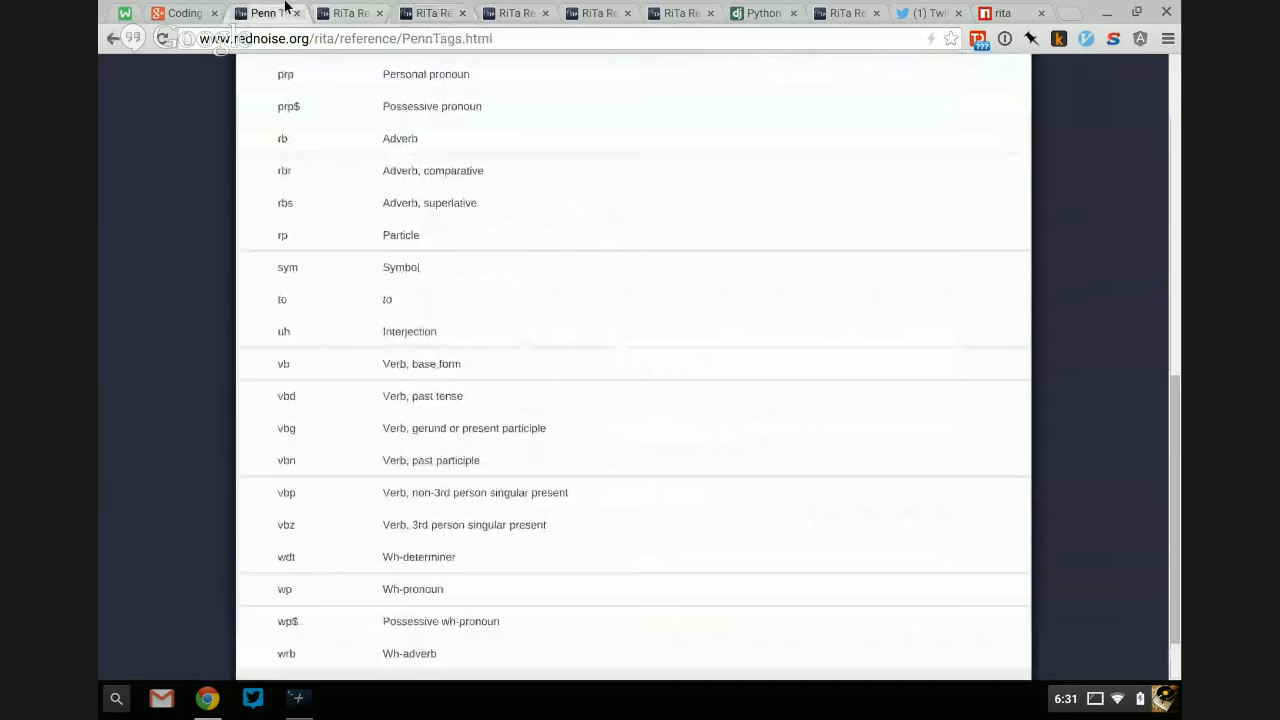 Coding
Penn T
RiTa Re
RiTa Re
RiTa Re
RiTa Re
RiTa Re
Python
RiTa Re
(1) Twit
rita
www.rednoise.org/rita/reference/PennTags.html
prp Personal pronoun
prp$ Possessive pronoun
rb Adverb
rbr Adverb, comparative
rbs Adverb, superlative
rp Particle
sym Symbol
to to
uh Interjection
vb Verb, base form
vbd Verb, past tense
vbg Verb, gerund or present participle
vbn Verb, past participle
vbp Verb, non-3rd person singular present
vbz Verb, 3rd person singular present
wdt Wh-determiner
wp Wh-pronoun
wp$ Possessive wh-pronoun
wrb Wh-adverb
6:31